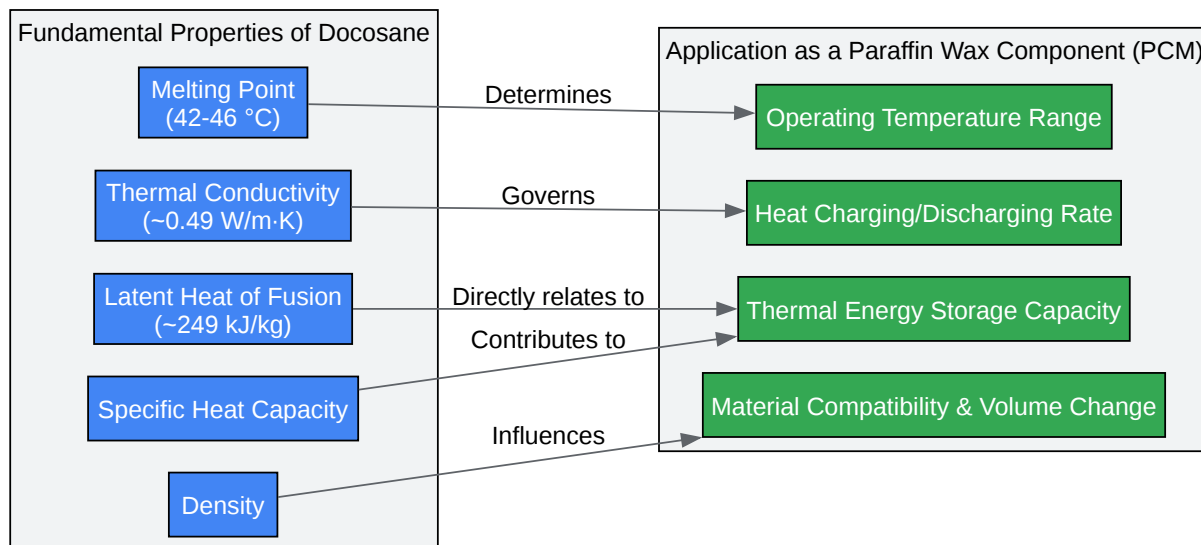 Fundamental Properties of Docosane
Melting Point
(42-46 °C)
Thermal Conductivity
(~0.49 W/m·K)
Latent Heat of Fusion
(~249 kJ/kg)
Specific Heat Capacity
Density
Determines
Governs
Directly relates to
Contributes to
Influences
Application as a Paraffin Wax Component (PCM)
Operating Temperature Range
Heat Charging/Discharging Rate
Thermal Energy Storage Capacity
Material Compatibility & Volume Change